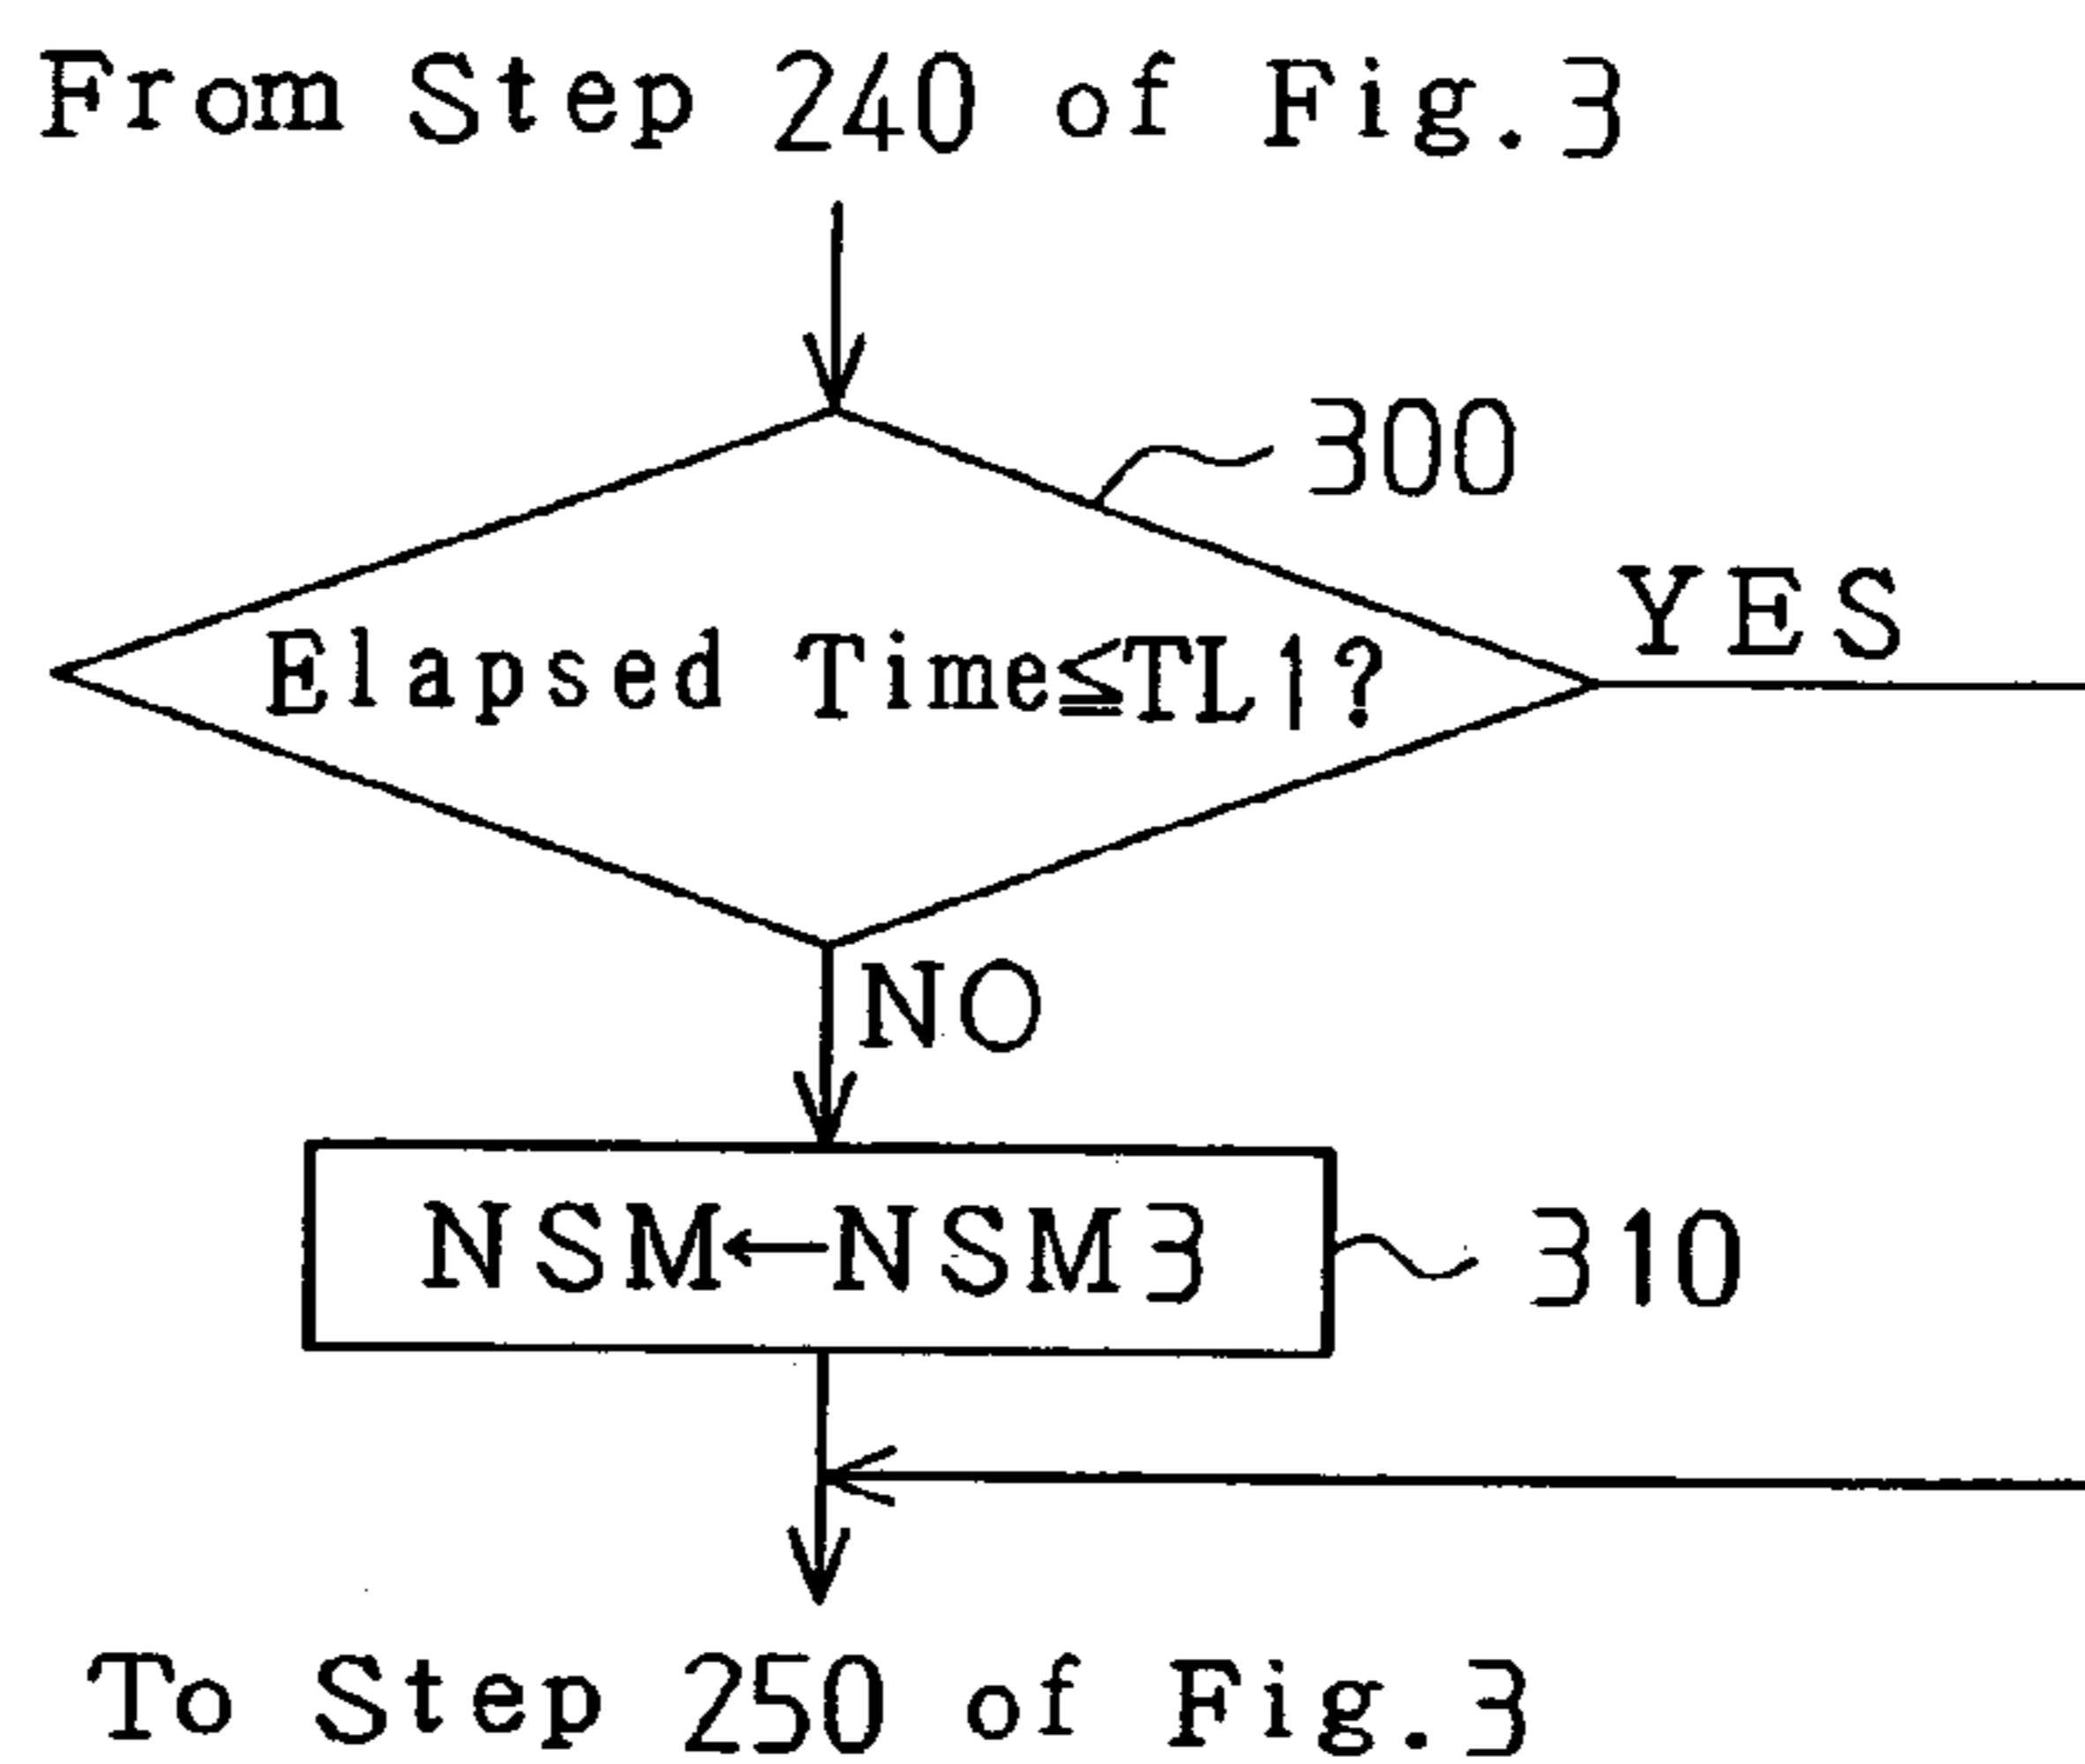 From Step 240 of Fig.3
300
YES
Elapsed Time≦TL1?
NO
NSM←NSM3
310
To Step 250 of Fig.3